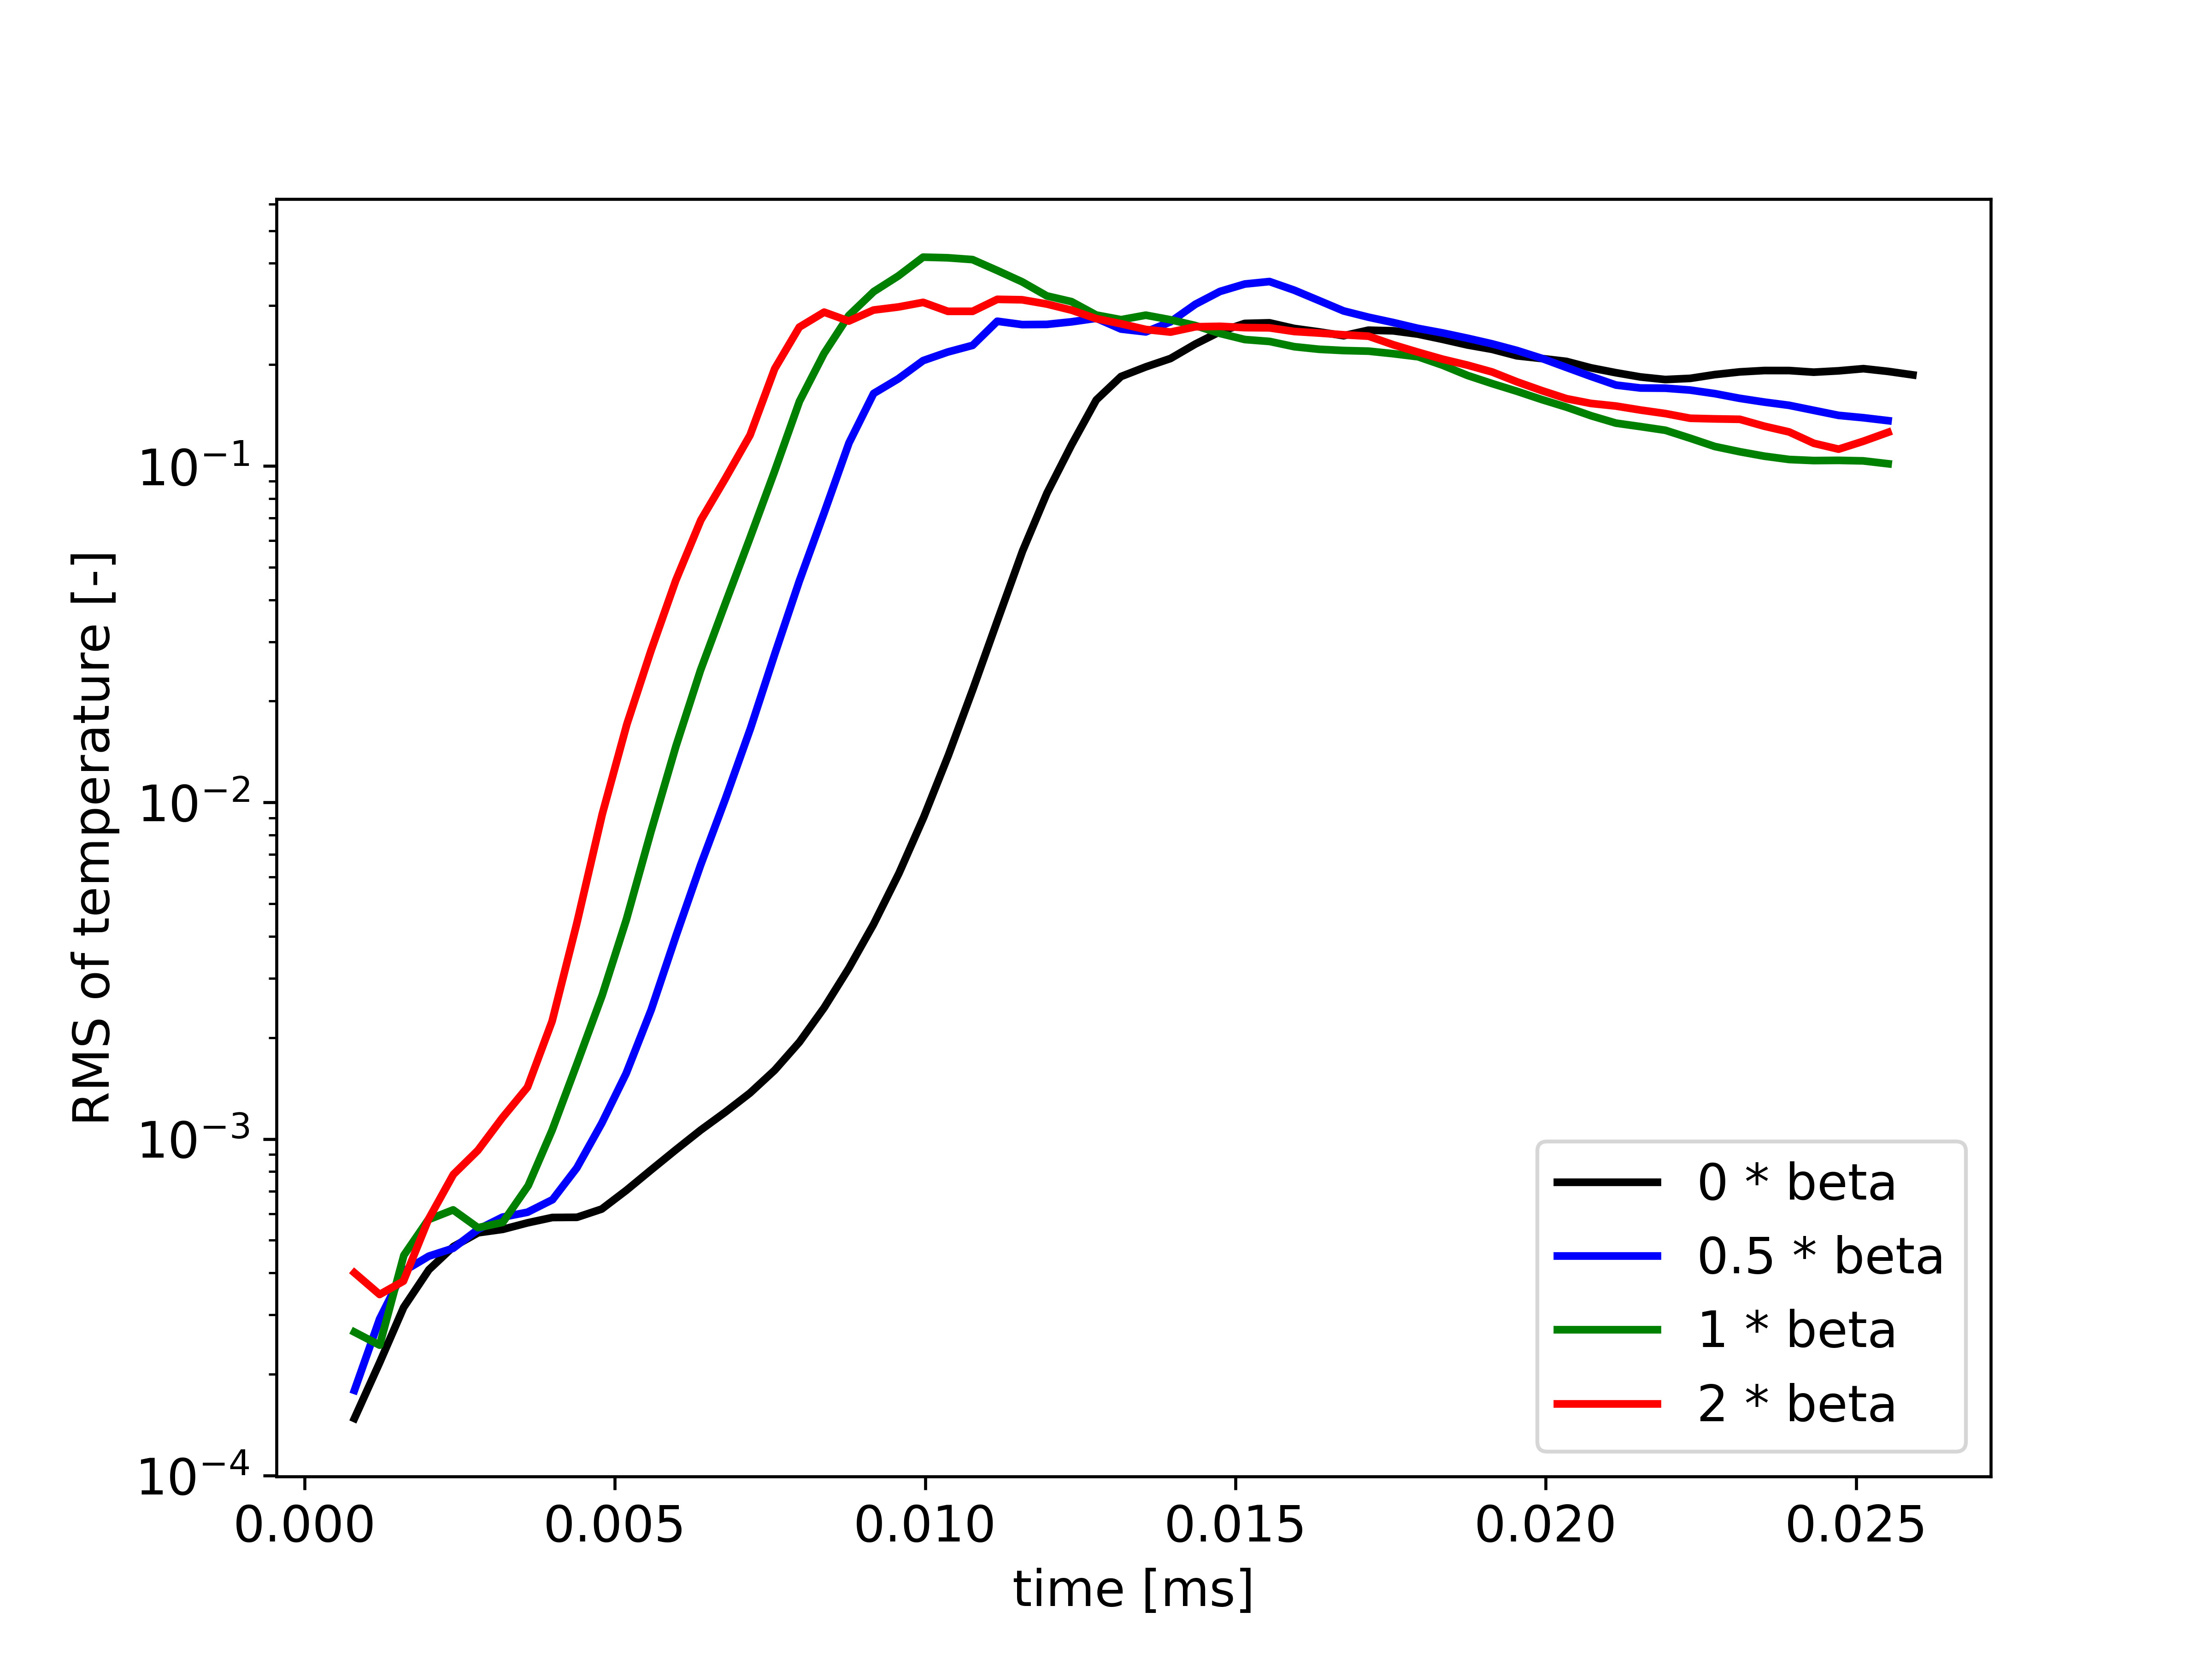 RMS of temperature [-]
10⁻¹
10⁻²
10⁻³
10⁻⁴
0.000 0.005 0.010 0.015 0.020 0.025
time [ms]
0 * beta
0.5 * beta
1 * beta
2 * beta